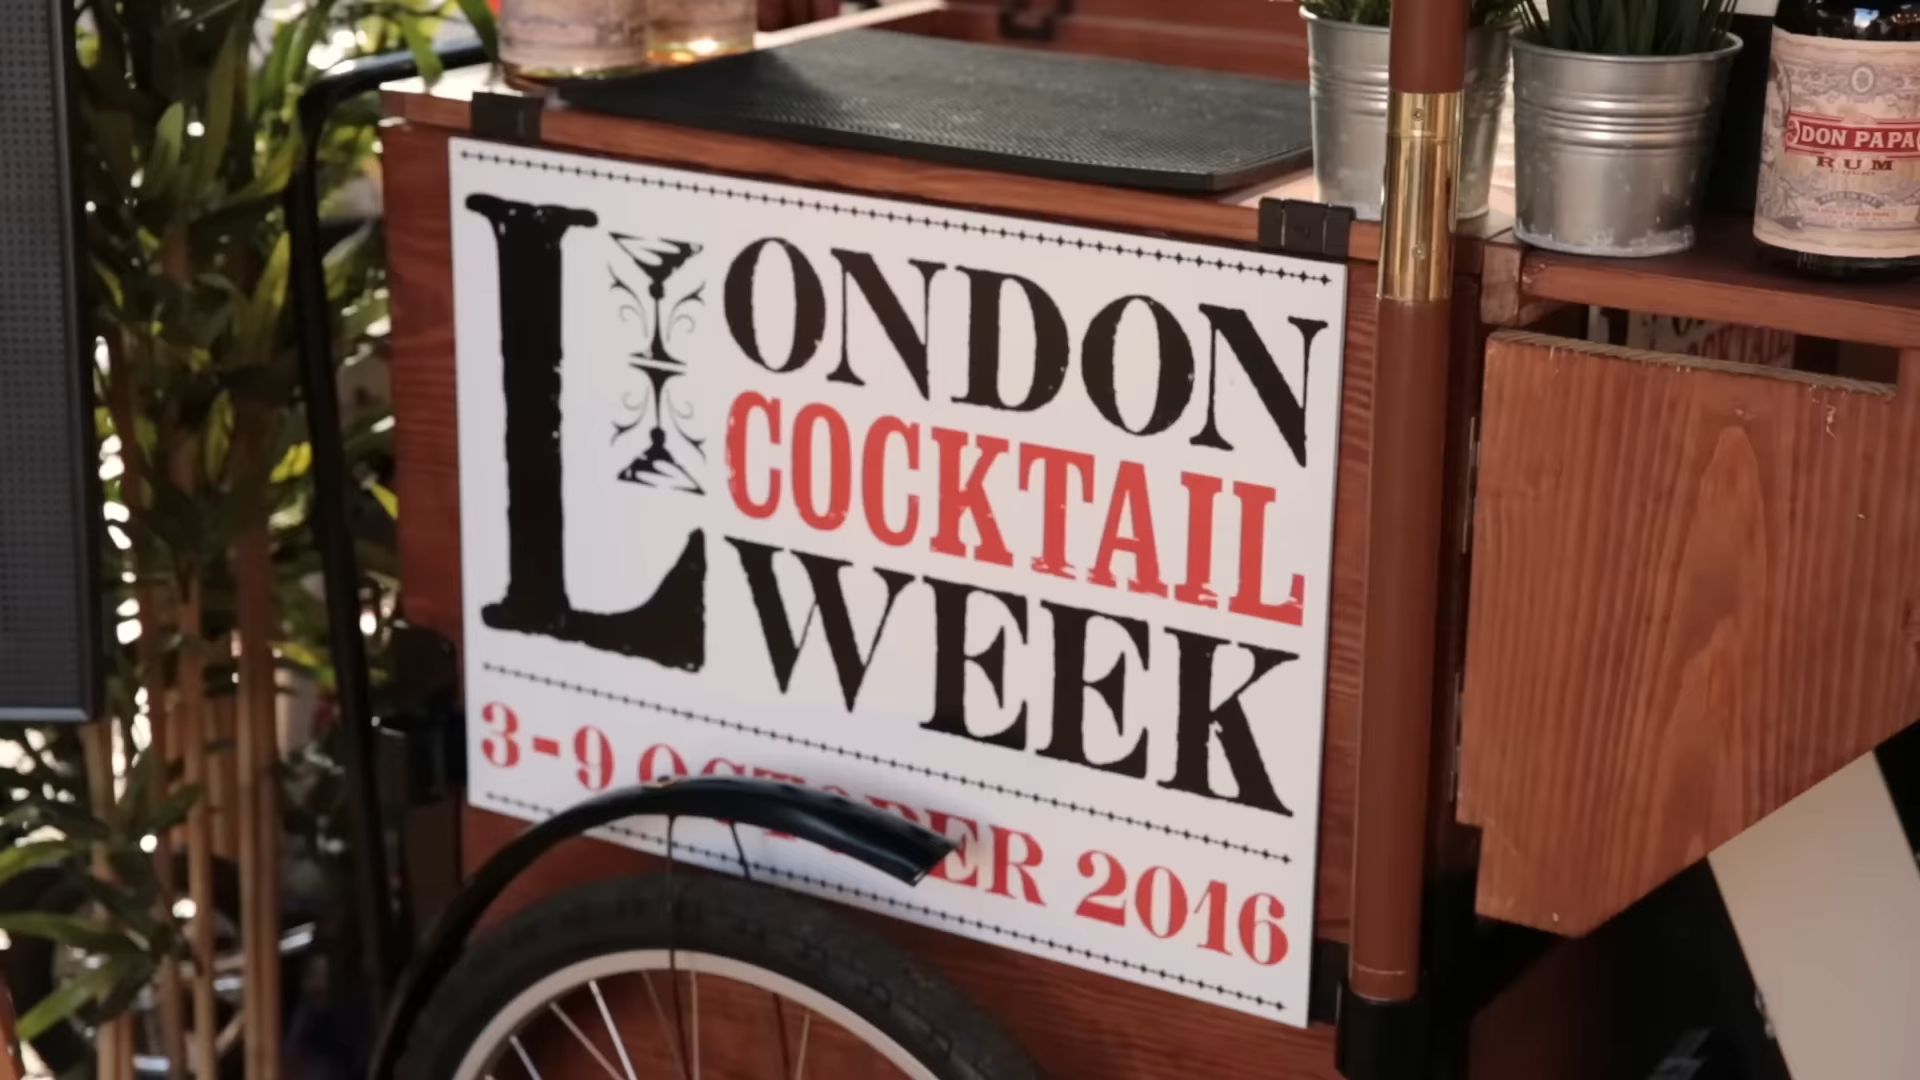 LONDON
COCKTAIL
WEEK
3-9 OCTOBER 2016
DON PAPA
RUM